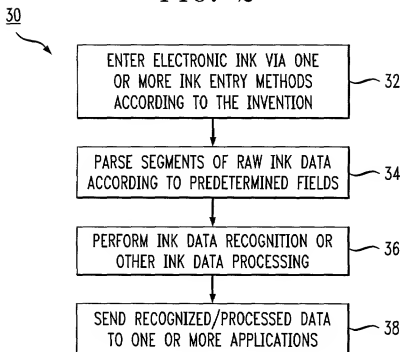 30
ENTER ELECTRONIC INK VIA ONE
OR MORE INK ENTRY METHODS
ACCORDING TO THE INVENTION
32
PARSE SEGMENTS OF RAW INK DATA
ACCORDING TO PREDETERMINED FIELDS
34
PERFORM INK DATA RECOGNITION OR
OTHER INK DATA PROCESSING
36
SEND RECOGNIZED/PROCESSED DATA
TO ONE OR MORE APPLICATIONS
38